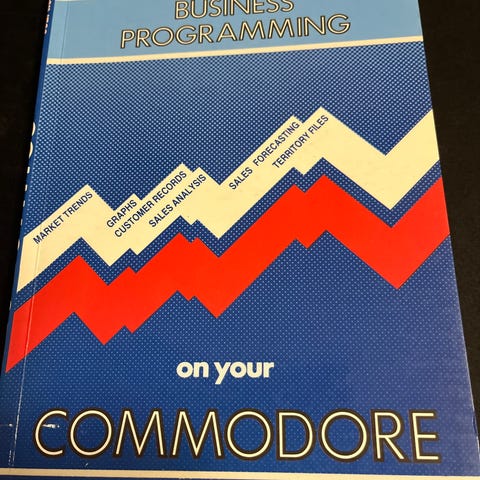 BUSINESS
PROGRAMMING
MARKET TRENDS
GRAPHS
CUSTOMER RECORDS
SALES ANALYSIS
SALES FORECASTING
TERRITORY FILES
on your
COMMODORE